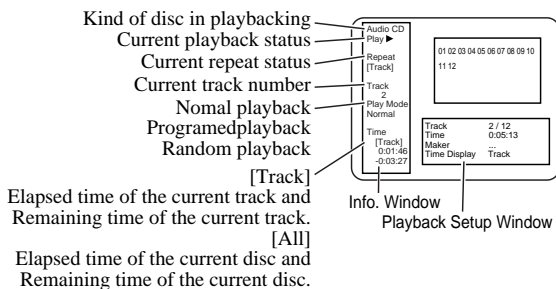 Kind of disc in playbacking
Current playback status
Current repeat status
Current track number
Nomal playback
Programedplayback
Random playback
[Track]
Elapsed time of the current track and
Remaining time of the current track.
[All]
Elapsed time of the current disc and
Remaining time of the current disc.
Audio CD
Play ▶
Repeat
[Track]
Track
2
Play Mode
Normal
Time
[Track]
0:01:46
-0:03:27
01 02 03 04 05 06 07 08 09 10
11 12
Track 2 / 12
Time 0:05:13
Maker ...
Time Display Track
Info. Window
Playback Setup Window